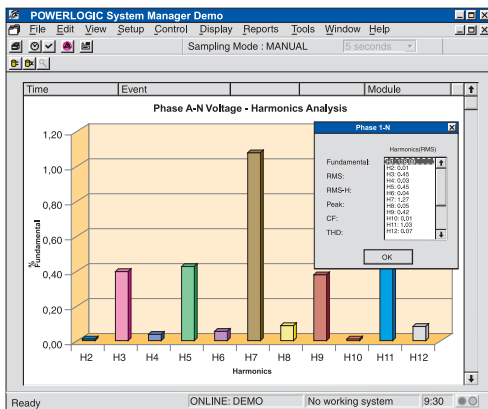 POWERLOGIC System Manager Demo
File Edit View Setup Control Display Reports Tools Window Help
Sampling Mode : MANUAL
5 seconds
Time Event Module
Phase A-N Voltage - Harmonics Analysis
1,20
1,00
0,80
0,60
0,40
0,20
0,00
% Fundamental
H2 H3 H4 H5 H6 H7 H8 H9 H10 H11 H12
Harmonics
Phase 1-N
Harmonics(RMS)
Fundamental:
RMS:
RMS-H:
Peak:
CF:
THD:
H2: 0.01
H3: 0.45
H4: 0,03
H5: 0.45
H6: 0.04
H7: 1,27
H8: 0.05
H9: 0.42
H10: 0,01
H11: 1,03
H12: 0.07
OK
Ready
ONLINE: DEMO
No working system
9:30